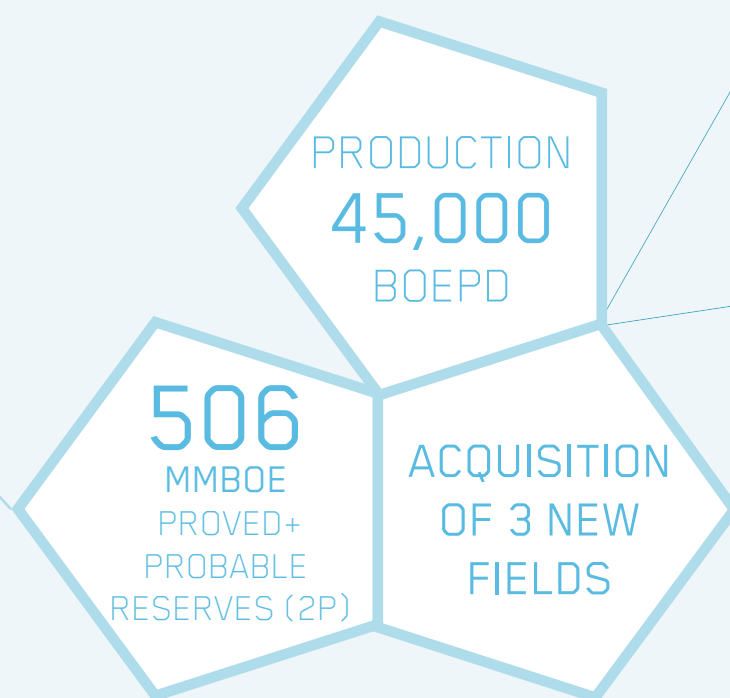 PRODUCTION
45,000
BOEPD
506
MMBOE
PROVED+
PROBABLE
RESERVES (2P)
ACQUISITION
OF 3 NEW
FIELDS